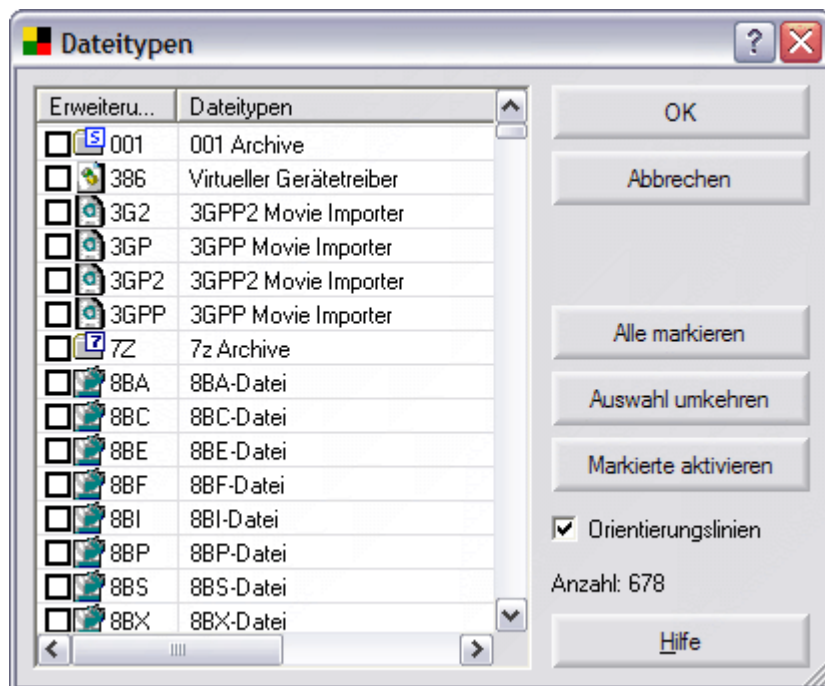 Dateitypen
Erweiteru... Dateitypen
001 001 Archive
386 Virtueller Gerätetreiber
3G2 3GPP2 Movie Importer
3GP 3GPP Movie Importer
3GP2 3GPP2 Movie Importer
3GPP 3GPP Movie Importer
7Z 7z Archive
8BA 8BA-Datei
8BC 8BC-Datei
8BE 8BE-Datei
8BF 8BF-Datei
8BI 8BI-Datei
8BP 8BP-Datei
8BS 8BS-Datei
8BX 8BX-Datei
OK
Abbrechen
Alle markieren
Auswahl umkehren
Markierte aktivieren
Orientierungslinien
Anzahl: 678
Hilfe